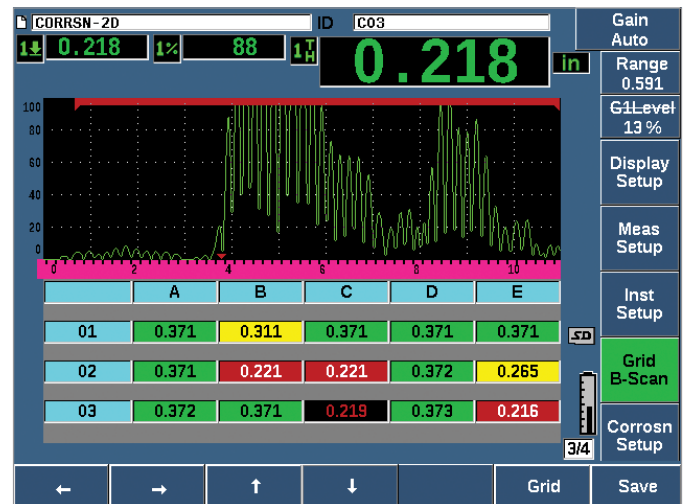 CORRSN-2D ID C03 Gain
Auto
1 0.218 1% 88 1TH 0.218 in
Range
0.591
G1Level
13 %
Display
Setup
Meas
Setup
Inst
Setup
Grid
B-Scan
Corrosn
Setup
100
80
60
40
20
0
0 2 4 6 8 10
A B C D E
01 0.371 0.311 0.371 0.371 0.371
SD
02 0.371 0.221 0.221 0.372 0.265
03 0.372 0.371 0.219 0.373 0.216
3/4
← → ↑ ↓ Grid Save